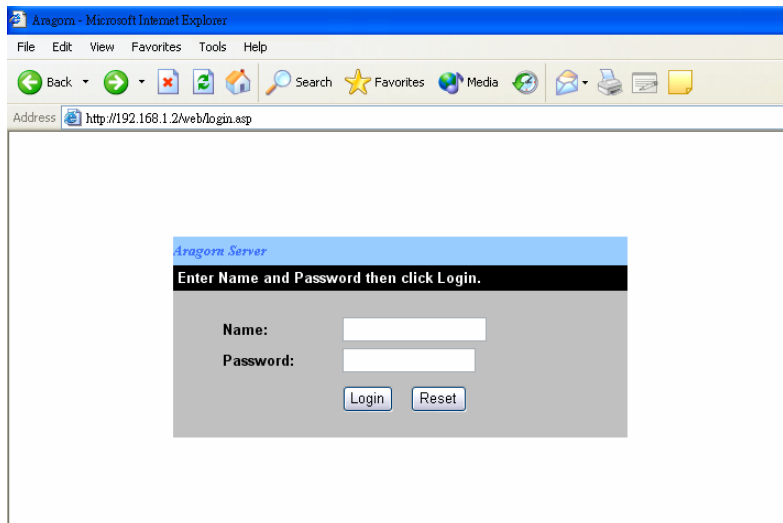 Aragorn - Microsoft Internet Explorer
File Edit View Favorites Tools Help
Back Search Favorites Media
Address http://192.168.1.2/web/login.asp
Aragorn Server
Enter Name and Password then click Login.
Name:
Password:
Login Reset